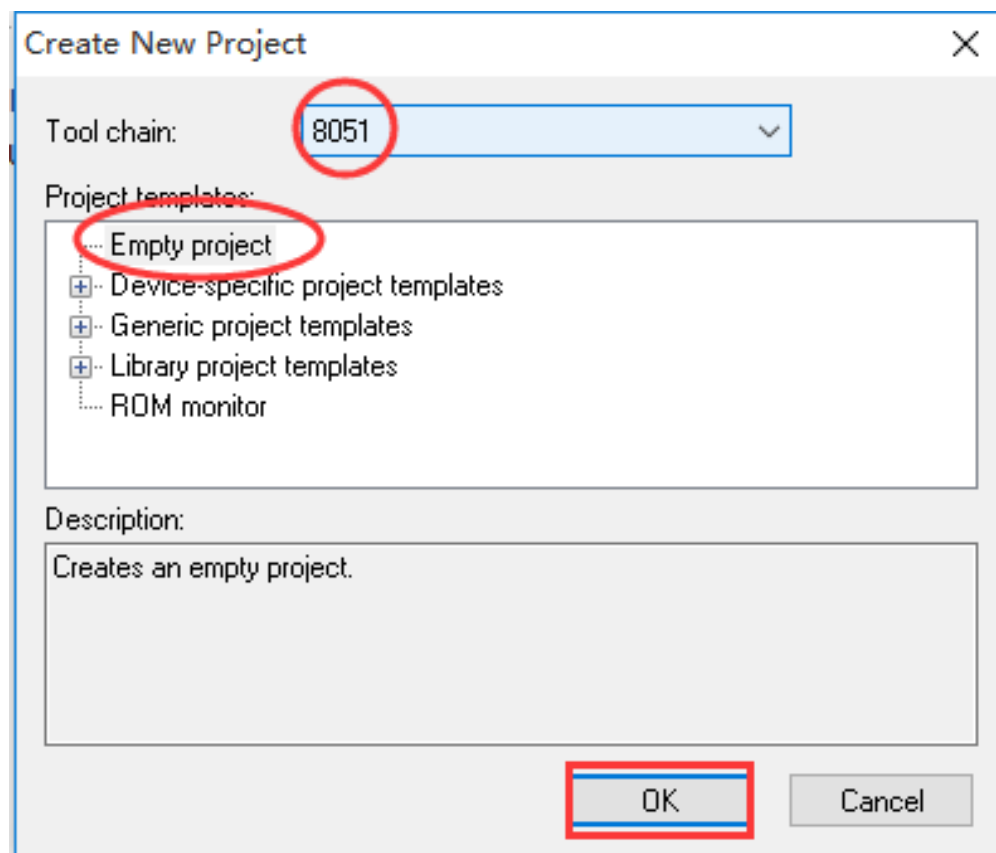 Create New Project
Tool chain: 8051
Project templates:
Empty project
Device-specific project templates
Generic project templates
Library project templates
ROM monitor
Description:
Creates an empty project.
OK Cancel